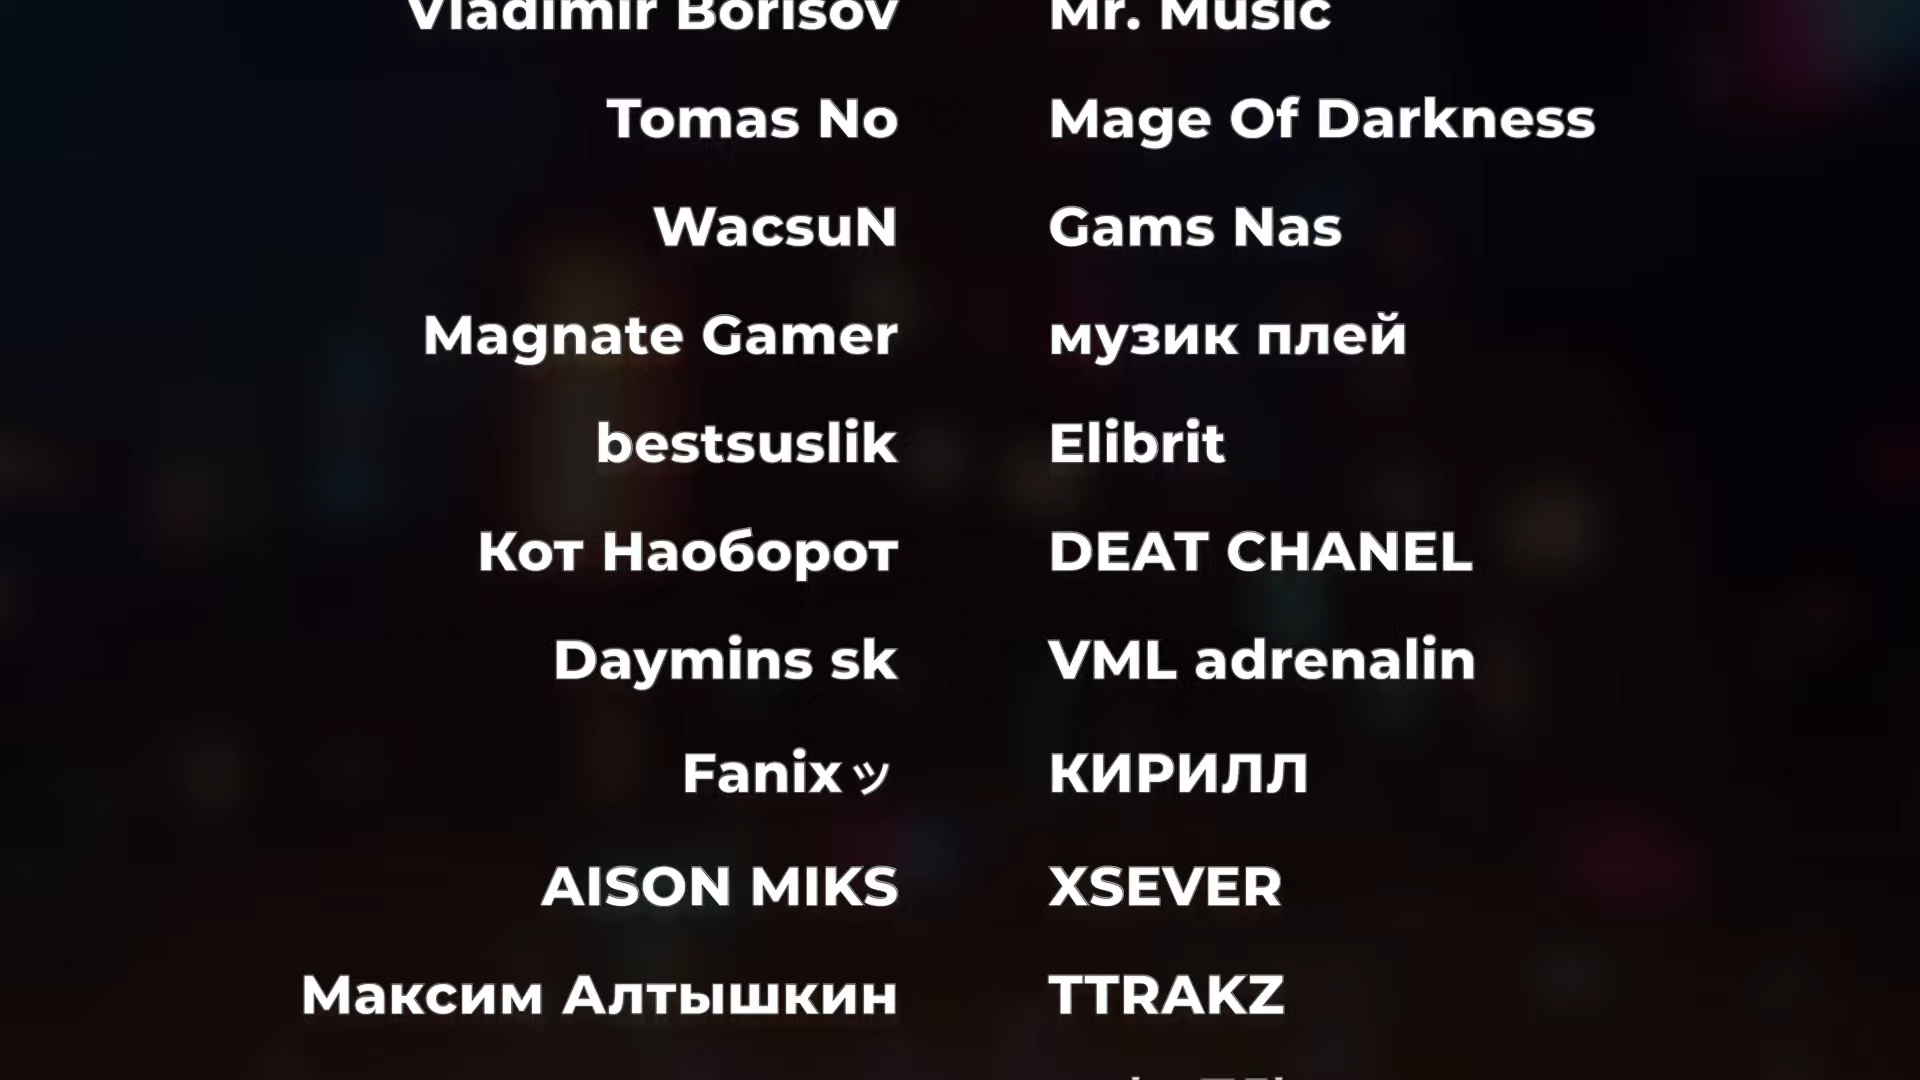 Vladimir Borisov Mr. Music
Tomas No Mage Of Darkness
WacsuN Gams Nas
Magnate Gamer музик плей
bestsuslik Elibrit
Кот Наоборот DEAT CHANEL
Daymins sk VML adrenalin
Fanixツ КИРИЛЛ
AISON MIKS XSEVER
Максим Алтышкин TTRAKZ